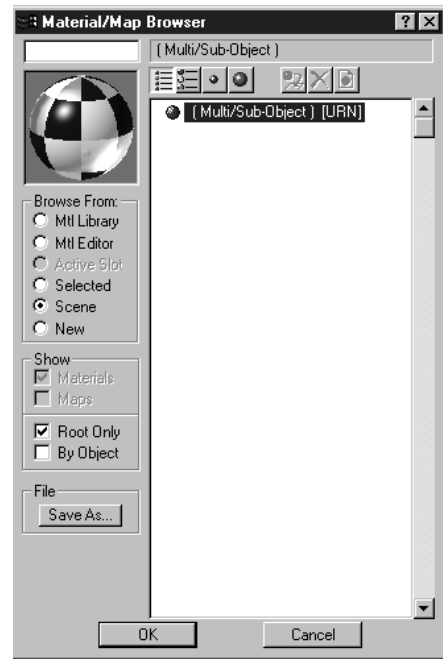 Material/Map Browser
( Multi/Sub-Object )
( Multi/Sub-Object ) [URN]
Browse From:
Mtl Library
Mtl Editor
Active Slot
Selected
Scene
New
Show
Materials
Maps
Root Only
By Object
File
Save As...
OK
Cancel